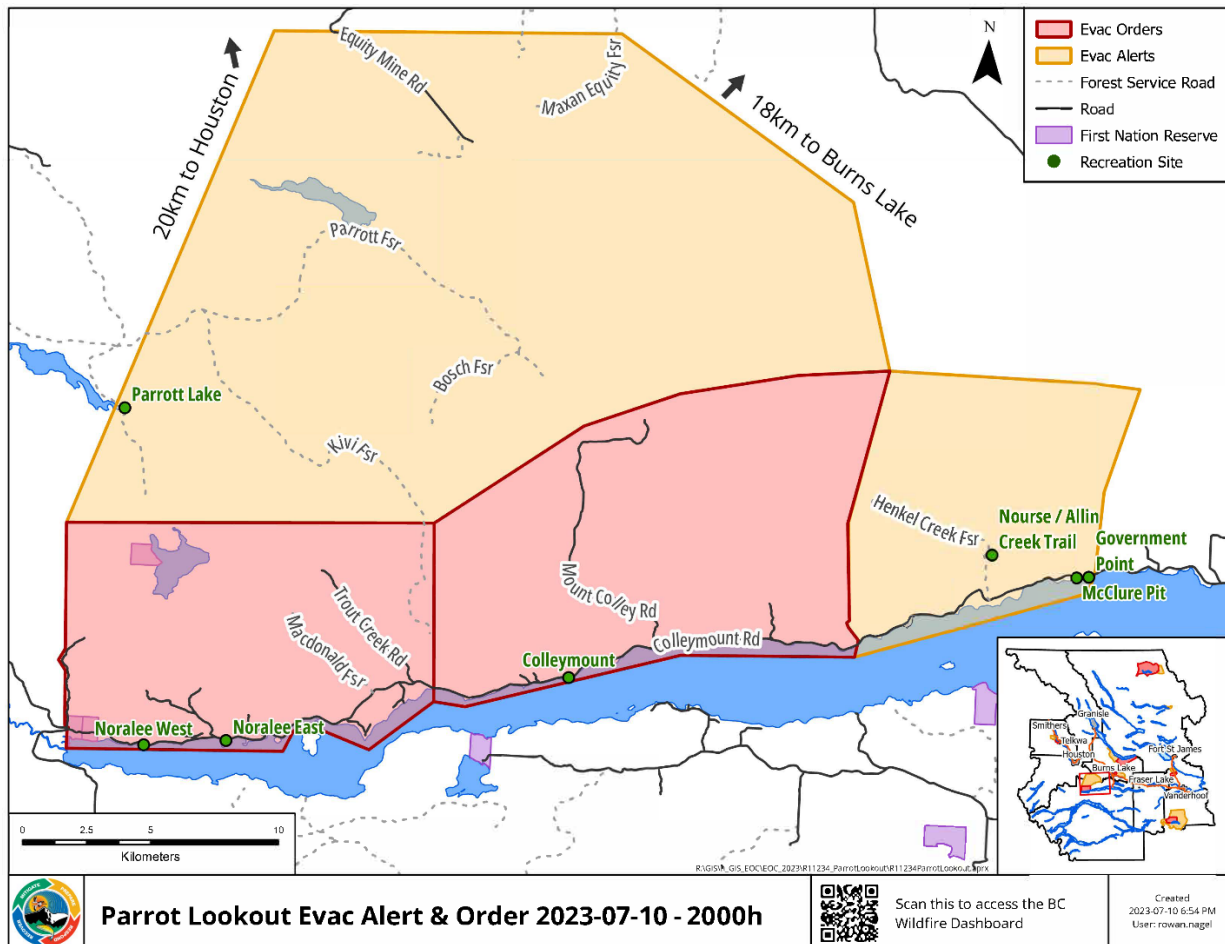 Equity Mine Rd
Maxan Equity Fsr
20km to Houston
18km to Burns Lake
N
Evac Orders
Evac Alerts
Forest Service Road
Road
First Nation Reserve
Recreation Site
Parrott Fsr
Bosch Fsr
Parrott Lake
Kivi Fsr
Henkel Creek Fsr
Nourse / Allin
Creek Trail
Government
Point
McClure Pit
Mount Colley Rd
Trout Creek Rd
Macdonald Fsr
Colleymount Rd
Colleymount
Noralee West
Noralee East
Granisle
Smithers
Telkwa
Houston
Fort St James
Burns Lake
Fraser Lake
Vanderhoof
0 2.5 5 10
Kilometers
MITIGATE
PREPARE
RESPOND
RECOVER
Parrot Lookout Evac Alert & Order 2023-07-10 - 2000h
Scan this to access the BC
Wildfire Dashboard
Created
2023-07-10 6:54 PM
User: rowan.nagel